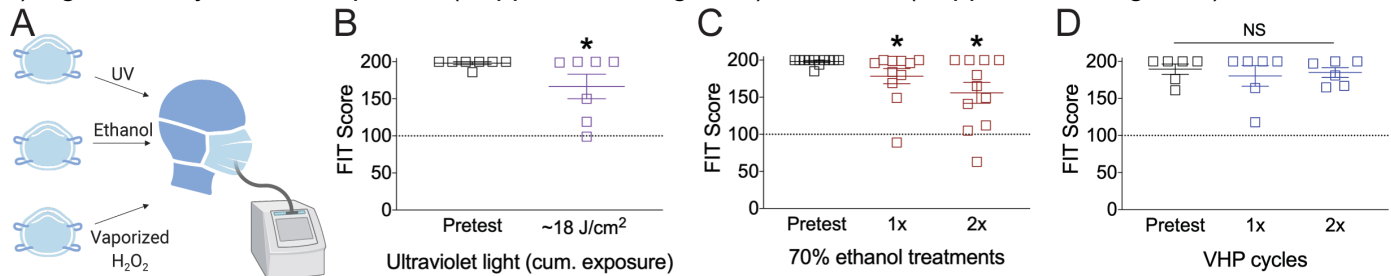 A
UV
Ethanol
Vaporized
H₂O₂
B
*
FIT Score
200
150
100
50
0
Pretest
~18 J/cm²
Ultraviolet light (cum. exposure)
C
* *
FIT Score
200
150
100
50
0
Pretest 1x 2x
70% ethanol treatments
D
NS
FIT Score
200
150
100
50
0
Pretest 1x 2x
VHP cycles